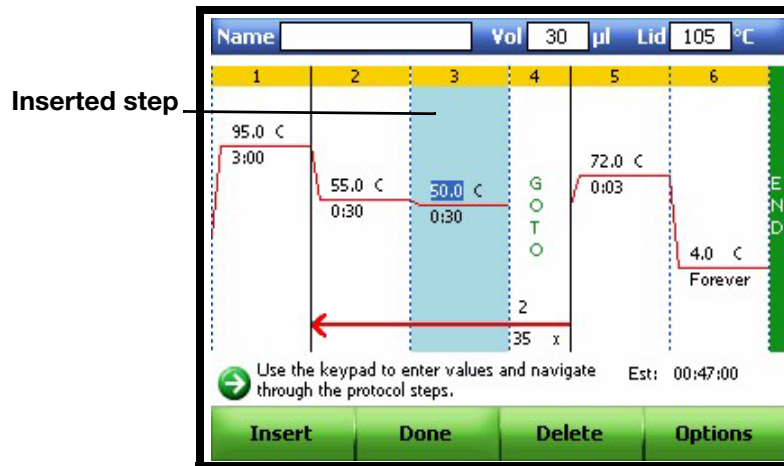 Name Vol 30 µl Lid 105 °C
Inserted step
1 2 3 4 5 6
95.0 C
3:00
55.0 C
0:30
50.0 C
0:30
GOTO
2
35 x
72.0 C
0:03
4.0 C
Forever
END
Use the keypad to enter values and navigate
through the protocol steps.
Est: 00:47:00
Insert Done Delete Options